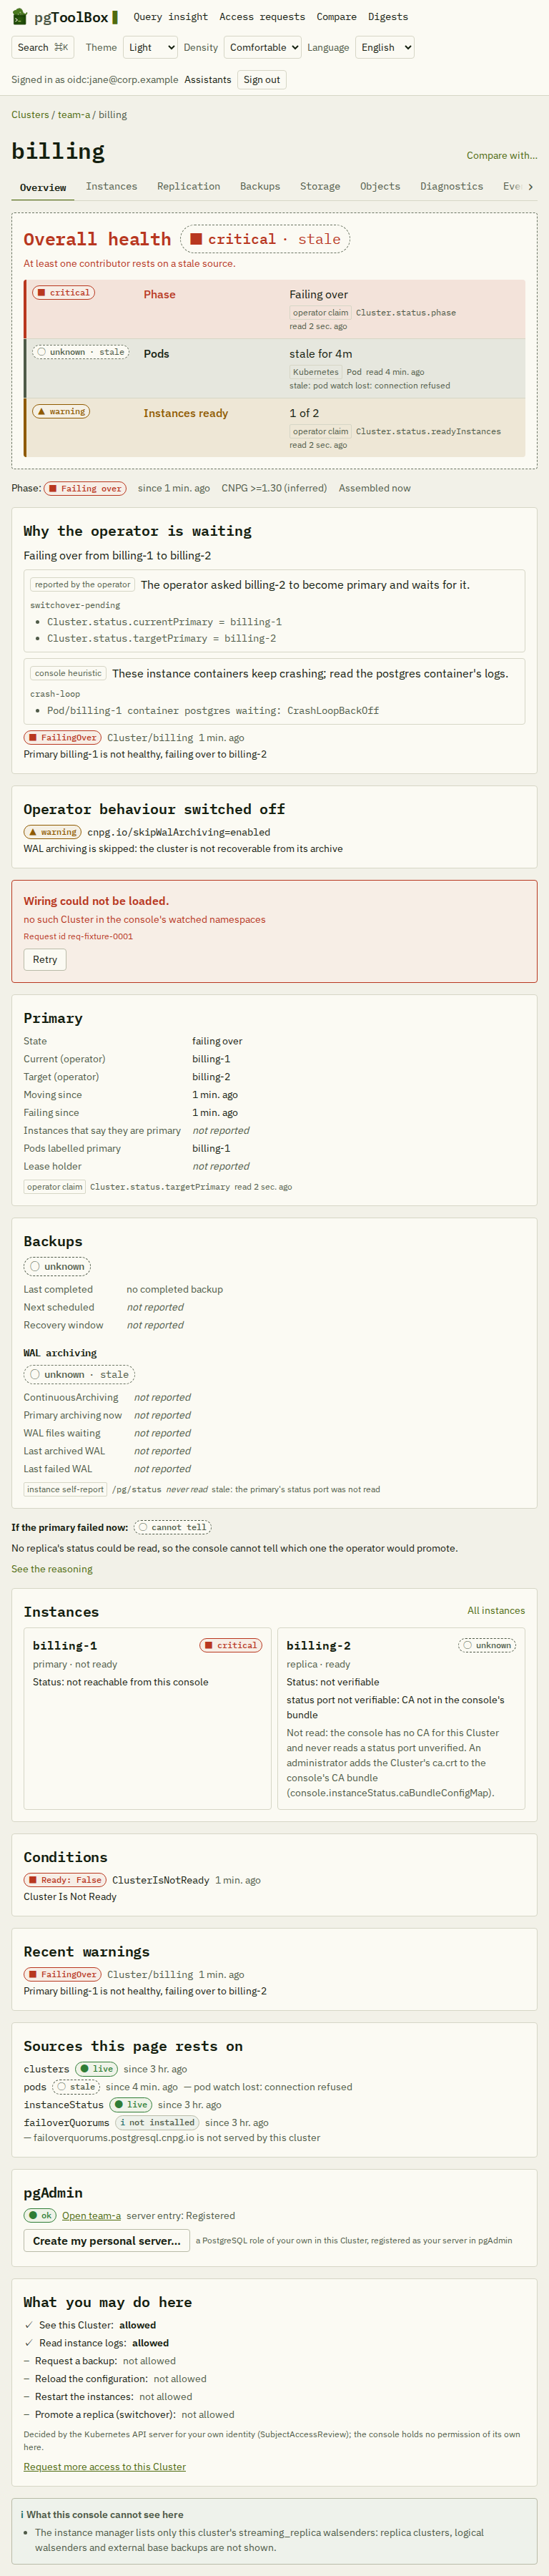 pgToolBox
Query insight Access requests Compare Digests
Search ⌘K Theme Light Density Comfortable Language English
Signed in as oidc:jane@corp.example Assistants Sign out
Clusters / team-a / billing
billing
Compare with...
Overview Instances Replication Backups Storage Objects Diagnostics Eve
Overall health critical · stale
At least one contributor rests on a stale source.
critical Phase Failing over
operator claim Cluster.status.phase
read 2 sec. ago
unknown · stale Pods stale for 4m
Kubernetes Pod read 4 min. ago
stale: pod watch lost: connection refused
warning Instances ready 1 of 2
operator claim Cluster.status.readyInstances
read 2 sec. ago
Phase: Failing over since 1 min. ago CNPG >=1.30 (inferred) Assembled now
Why the operator is waiting
Failing over from billing-1 to billing-2
reported by the operator The operator asked billing-2 to become primary and waits for it.
switchover-pending
• Cluster.status.currentPrimary = billing-1
• Cluster.status.targetPrimary = billing-2
console heuristic These instance containers keep crashing; read the postgres container's logs.
crash-loop
• Pod/billing-1 container postgres waiting: CrashLoopBackOff
FailingOver Cluster/billing 1 min. ago
Primary billing-1 is not healthy, failing over to billing-2
Operator behaviour switched off
warning cnpg.io/skipWalArchiving=enabled
WAL archiving is skipped: the cluster is not recoverable from its archive
Wiring could not be loaded.
no such Cluster in the console's watched namespaces
Request id req-fixture-0001
Retry
Primary
State failing over
Current (operator) billing-1
Target (operator) billing-2
Moving since 1 min. ago
Failing since 1 min. ago
Instances that say they are primary not reported
Pods labelled primary billing-1
Lease holder not reported
operator claim Cluster.status.targetPrimary read 2 sec. ago
Backups
unknown
Last completed no completed backup
Next scheduled not reported
Recovery window not reported
WAL archiving
unknown · stale
ContinuousArchiving not reported
Primary archiving now not reported
WAL files waiting not reported
Last archived WAL not reported
Last failed WAL not reported
instance self-report /pg/status never read stale: the primary's status port was not read
If the primary failed now: cannot tell
No replica's status could be read, so the console cannot tell which one the operator would promote.
See the reasoning
Instances All instances
billing-1 critical
primary · not ready
Status: not reachable from this console
billing-2 unknown
replica · ready
Status: not verifiable
status port not verifiable: CA not in the console's
bundle
Not read: the console has no CA for this Cluster
and never reads a status port unverified. An
administrator adds the Cluster's ca.crt to the
console's CA bundle
(console.instanceStatus.caBundleConfigMap).
Conditions
Ready: False ClusterIsNotReady 1 min. ago
Cluster Is Not Ready
Recent warnings
FailingOver Cluster/billing 1 min. ago
Primary billing-1 is not healthy, failing over to billing-2
Sources this page rests on
clusters live since 3 hr. ago
pods stale since 4 min. ago — pod watch lost: connection refused
instanceStatus live since 3 hr. ago
failoverQuorums i not installed since 3 hr. ago
— failoverquorums.postgresql.cnpg.io is not served by this cluster
pgAdmin
ok Open team-a server entry: Registered
Create my personal server... a PostgreSQL role of your own in this Cluster, registered as your server in pgAdmin
What you may do here
✓ See this Cluster: allowed
✓ Read instance logs: allowed
– Request a backup: not allowed
– Reload the configuration: not allowed
– Restart the instances: not allowed
– Promote a replica (switchover): not allowed
Decided by the Kubernetes API server for your own identity (SubjectAccessReview); the console holds no permission of its own
here.
Request more access to this Cluster
i What this console cannot see here
• The instance manager lists only this cluster's streaming_replica walsenders: replica clusters, logical
walsenders and external base backups are not shown.